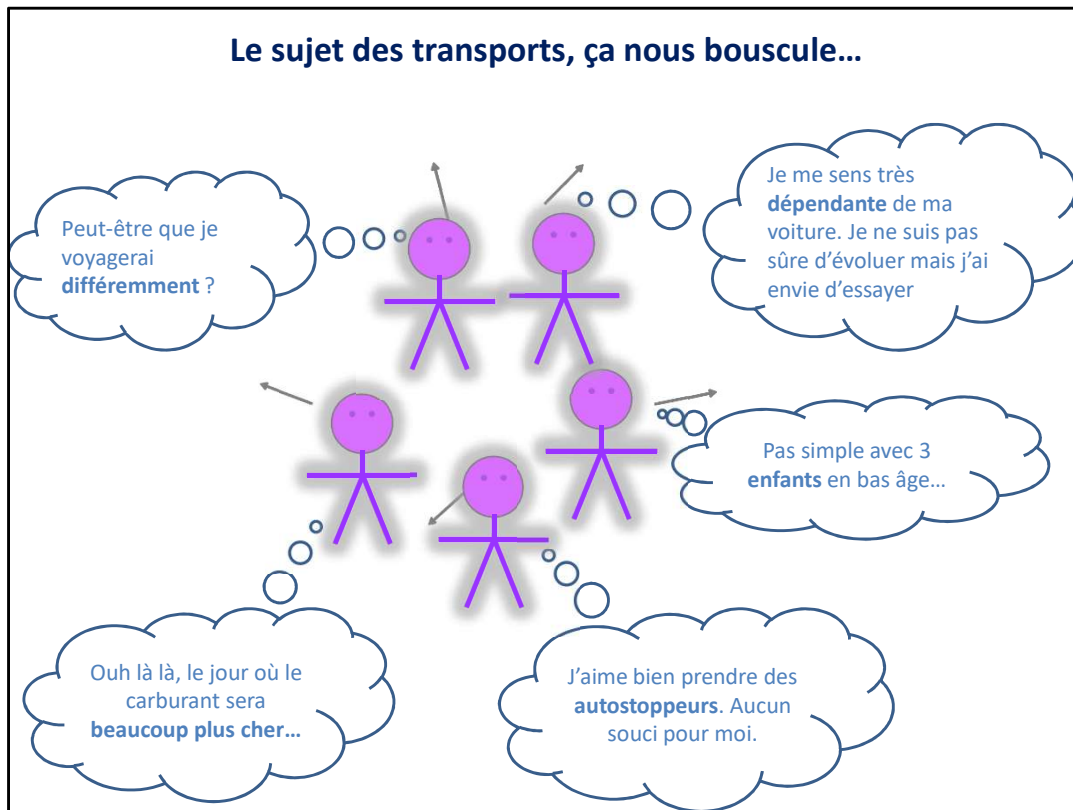 Le sujet des transports, ça nous bouscule…
Peut-être que je
voyagerai
différemment ?
Je me sens très
dépendante de ma
voiture. Je ne suis pas
sûre d’évoluer mais j’ai
envie d’essayer
Pas simple avec 3
enfants en bas âge…
Ouh là là, le jour où le
carburant sera
beaucoup plus cher…
J’aime bien prendre des
autostoppeurs. Aucun
souci pour moi.